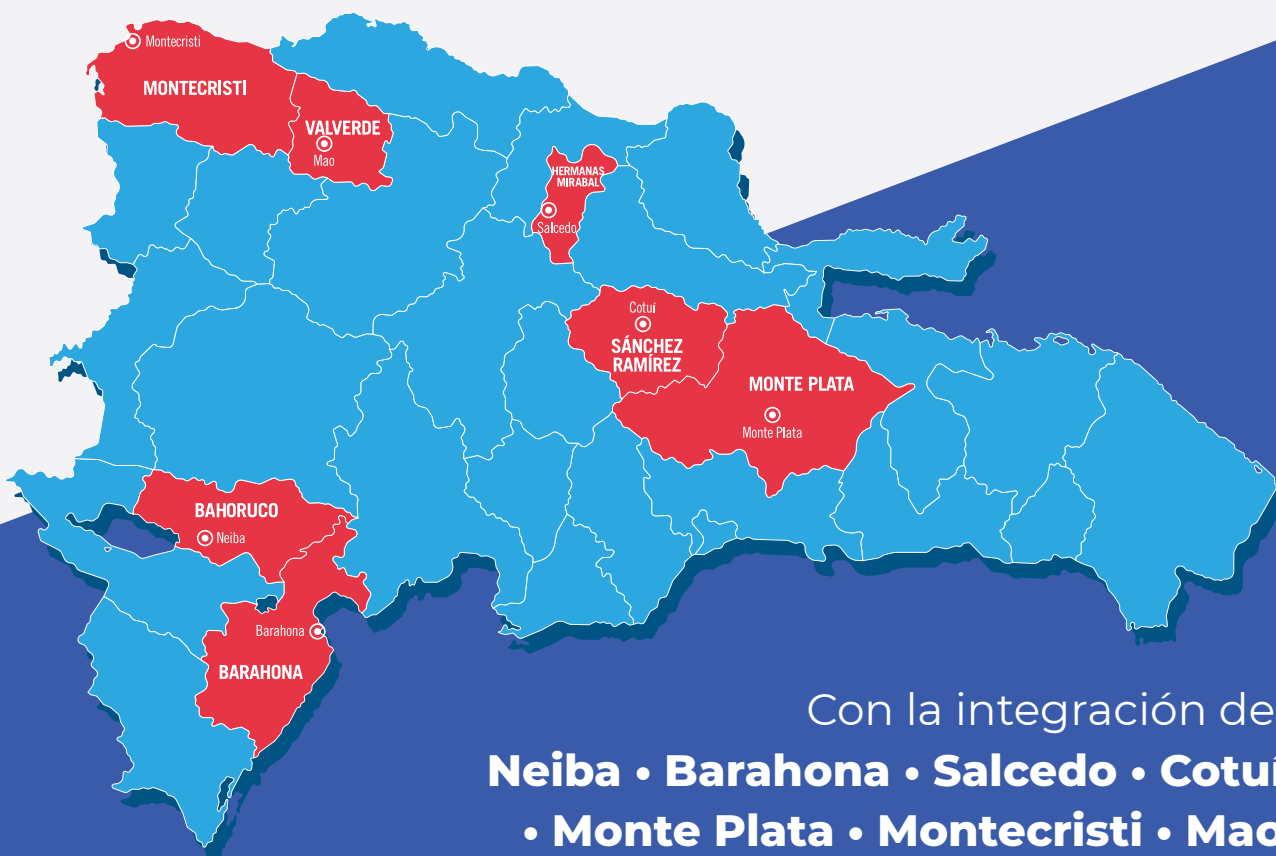 Montecristi
MONTECRISTI
VALVERDE
Mao
HERMANAS
MIRABAL
Salcedo
Cotuí
SÁNCHEZ
RAMÍREZ
MONTE PLATA
Monte Plata
BAHORUCO
Neiba
Barahona
BARAHONA
Con la integración de
Neiba • Barahona • Salcedo • Cotuí
• Monte Plata • Montecristi • Mao